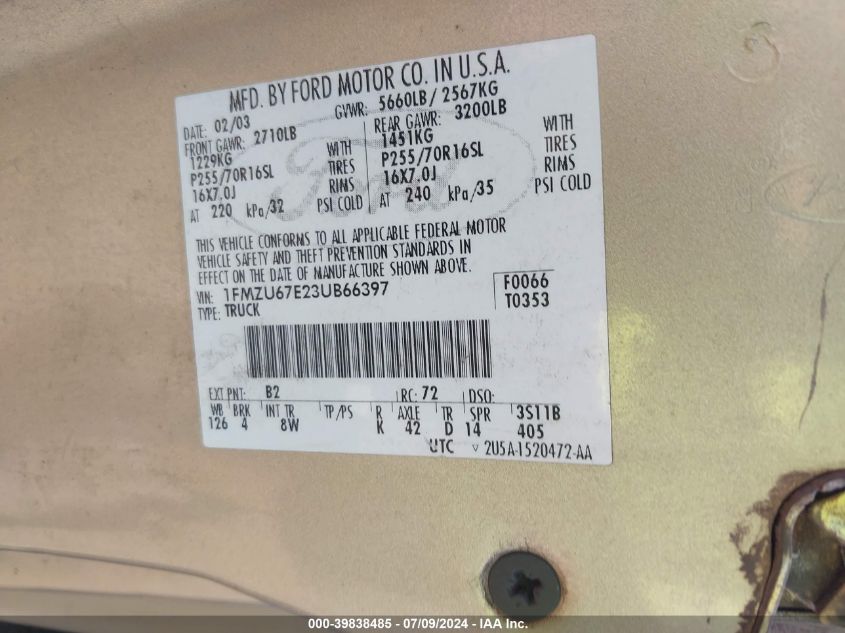 MFD. BY FORD MOTOR CO. IN U.S.A.
DATE: 02/03 GVWR: 5660LB/ 2567KG
FRONT GAWR: 2710LB REAR GAWR: 3200LB
1229KG WITH 1451KG WITH
P255/70R16SL TIRES P255/70R16SL TIRES
16X7.0J RIMS 16X7.0J RIMS
AT 220 kPa/32 PSI COLD AT 240 kPa/35 PSI COLD
THIS VEHICLE CONFORMS TO ALL APPLICABLE FEDERAL MOTOR
VEHICLE SAFETY AND THEFT PREVENTION STANDARDS IN
EFFECT ON THE DATE OF MANUFACTURE SHOWN ABOVE.
VIN: 1FMZU67E23UB66397 F0066
TYPE: TRUCK T0353
EXT PNT: B2 RC: 72 DSO:
WB BRK INT TR TP/PS R AXLE TR SPR 3S11B
126 4 8W K 42 D 14 405
UTC ▽ 2U5A-1520472-AA
Ford
000-39838485 - 07/09/2024 - IAA Inc.